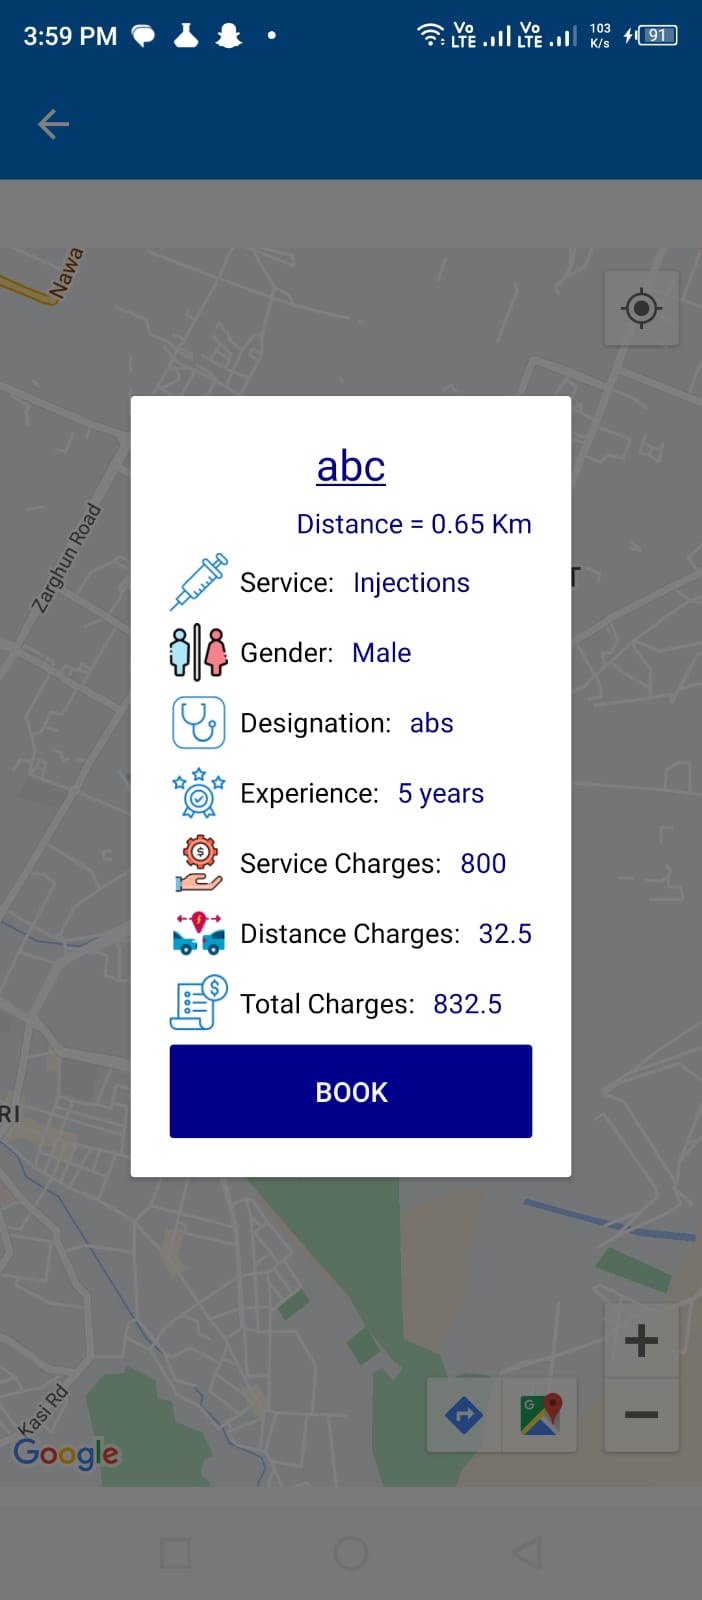 3:59 PM
Vo LTE
Vo LTE
103 K/s
91
Nawa
Zarghun Road
T
abc
Distance = 0.65 Km
Service: Injections
Gender: Male
Designation: abs
Experience: 5 years
Service Charges: 800
Distance Charges: 32.5
Total Charges: 832.5
BOOK
RI
Kasi Rd
Google
G